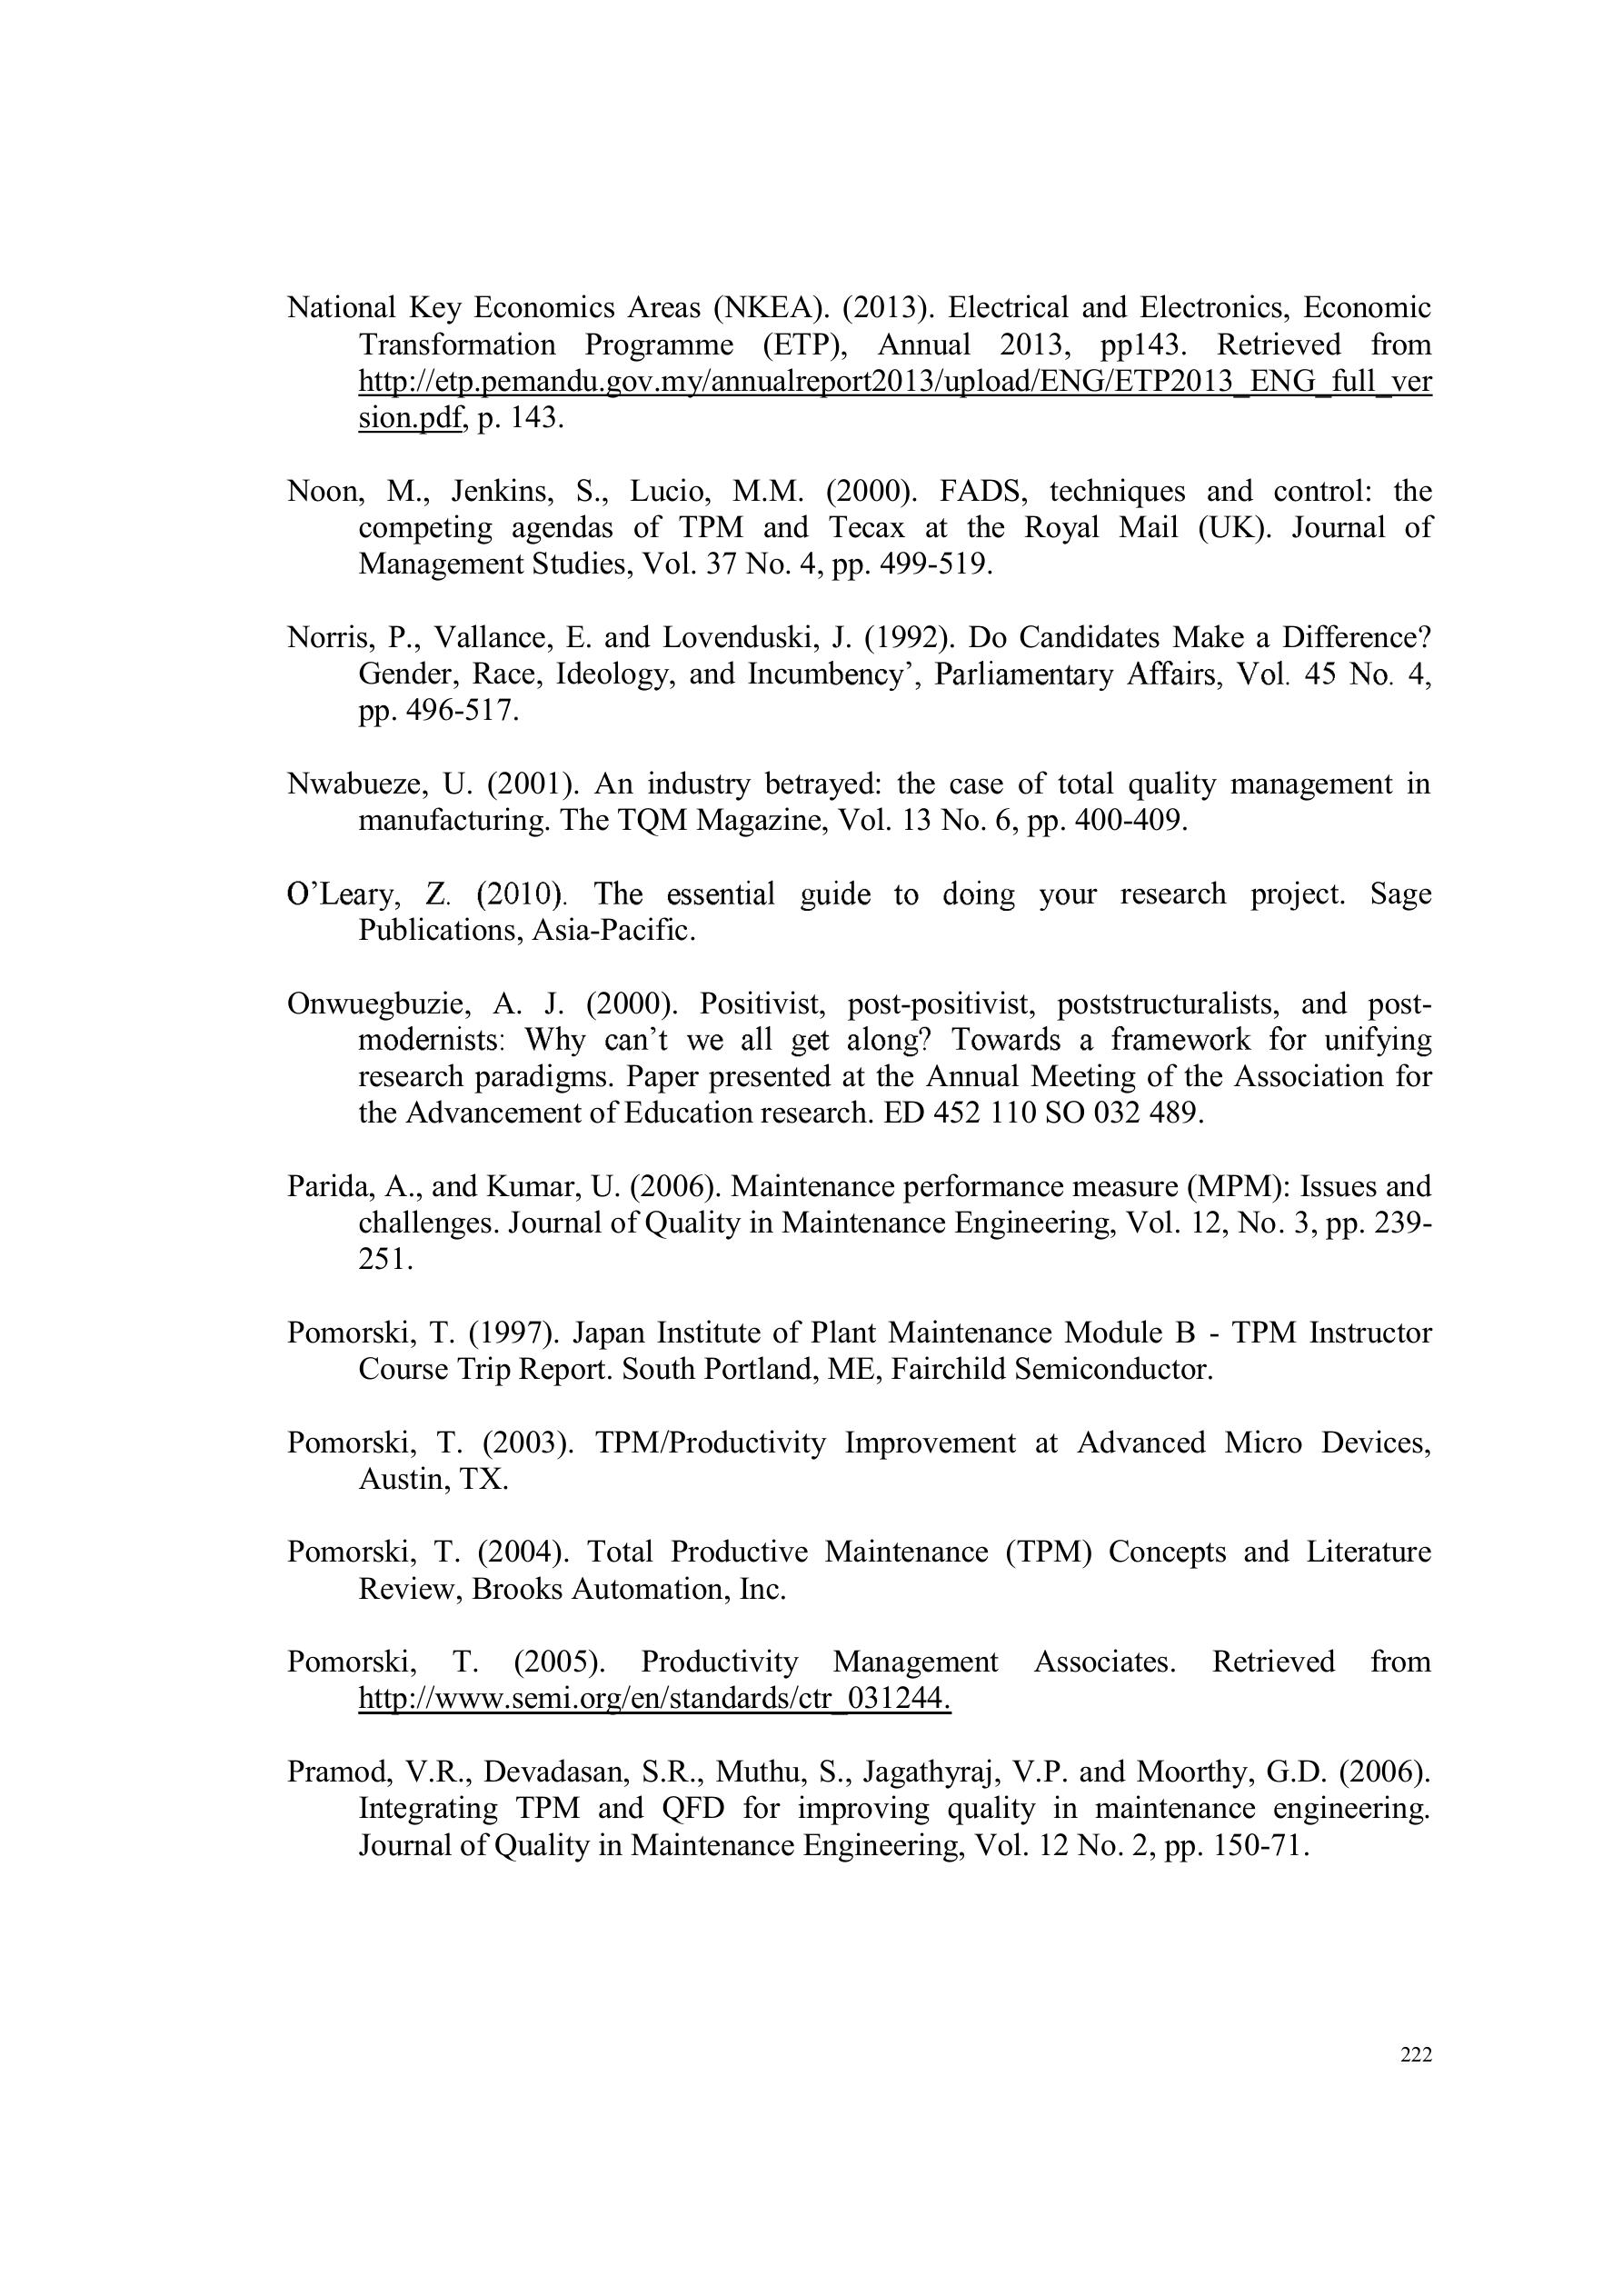 National Key Economics Areas (NKEA). (2013). Electrical and Electronics, Economic
Transformation Programme (ETP), Annual 2013, pp143. Retrieved from
http://etp.pemandu.gov.my/annualreport2013/upload/ENG/ETP2013_ENG_full_ver
sion.pdf, p. 143.
Noon, M., Jenkins, S., Lucio, M.M. (2000). FADS, techniques and control: the
competing agendas of TPM and Tecax at the Royal Mail (UK). Journal of
Management Studies, Vol. 37 No. 4, pp. 499-519.
Norris, P., Vallance, E. and Lovenduski, J. (1992). Do Candidates Make a Difference?
Gender, Race, Ideology, and Incumbency’, Parliamentary Affairs, Vol. 45 No. 4,
pp. 496-517.
Nwabueze, U. (2001). An industry betrayed: the case of total quality management in
manufacturing. The TQM Magazine, Vol. 13 No. 6, pp. 400-409.
O’Leary, Z. (2010). The essential guide to doing your research project. Sage
Publications, Asia-Pacific.
Onwuegbuzie, A. J. (2000). Positivist, post-positivist, poststructuralists, and post-
modernists: Why can’t we all get along? Towards a framework for unifying
research paradigms. Paper presented at the Annual Meeting of the Association for
the Advancement of Education research. ED 452 110 SO 032 489.
Parida, A., and Kumar, U. (2006). Maintenance performance measure (MPM): Issues and
challenges. Journal of Quality in Maintenance Engineering, Vol. 12, No. 3, pp. 239-
251.
Pomorski, T. (1997). Japan Institute of Plant Maintenance Module B - TPM Instructor
Course Trip Report. South Portland, ME, Fairchild Semiconductor.
Pomorski, T. (2003). TPM/Productivity Improvement at Advanced Micro Devices,
Austin, TX.
Pomorski, T. (2004). Total Productive Maintenance (TPM) Concepts and Literature
Review, Brooks Automation, Inc.
Pomorski, T. (2005). Productivity Management Associates. Retrieved from
http://www.semi.org/en/standards/ctr_031244.
Pramod, V.R., Devadasan, S.R., Muthu, S., Jagathyraj, V.P. and Moorthy, G.D. (2006).
Integrating TPM and QFD for improving quality in maintenance engineering.
Journal of Quality in Maintenance Engineering, Vol. 12 No. 2, pp. 150-71.
222